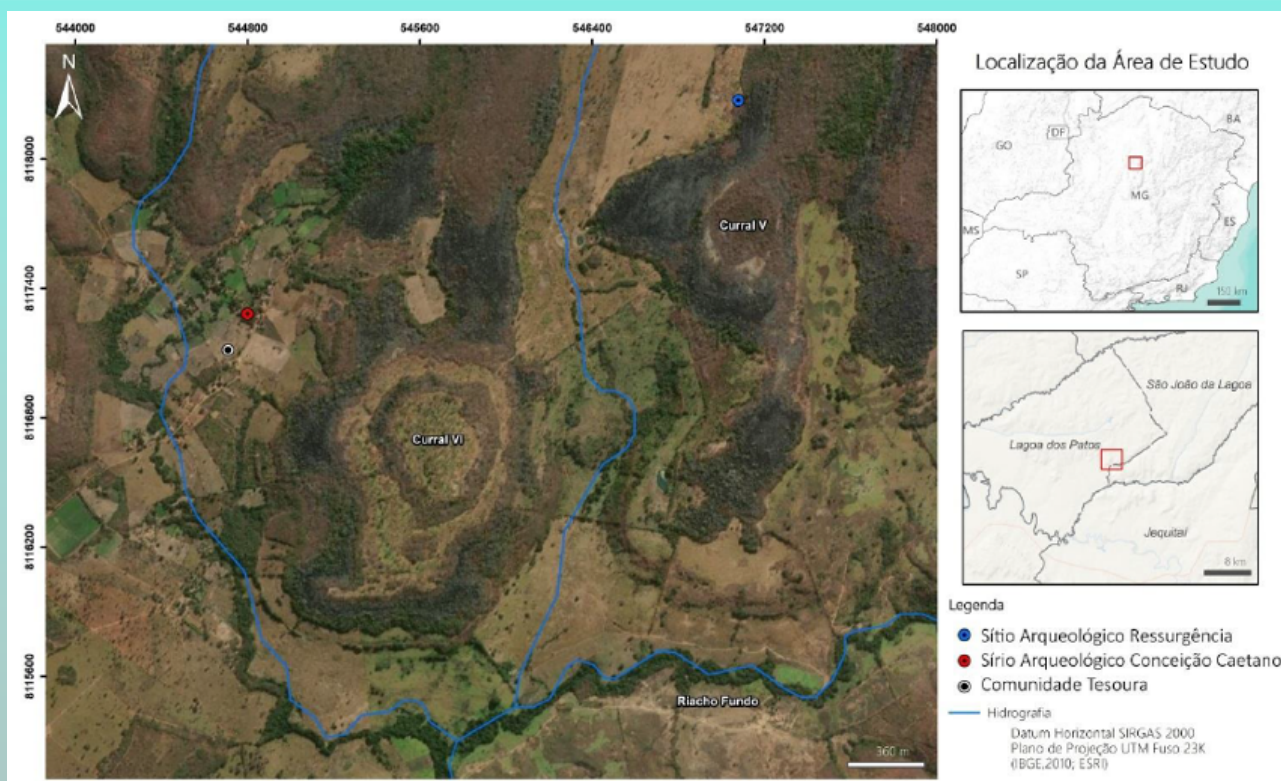 544000 544800 545600 546400 547200 548000
N
8118000
8117400
8116800
8116200
8115600
Curral V
Curral VI
Riacho Fundo
360 m
Localização da Área de Estudo
GO
DF
BA
MG
ES
MS
SP
RJ
150 km
São João da Lagoa
Lagoa dos Patos
Jequitaí
8 km
Legenda
Sítio Arqueológico Ressurgência
Sírio Arqueológico Conceição Caetano
Comunidade Tesoura
Hidrografia
Datum Horizontal SIRGAS 2000
Plano de Projeção UTM Fuso 23K
(IBGE,2010; ESRI)